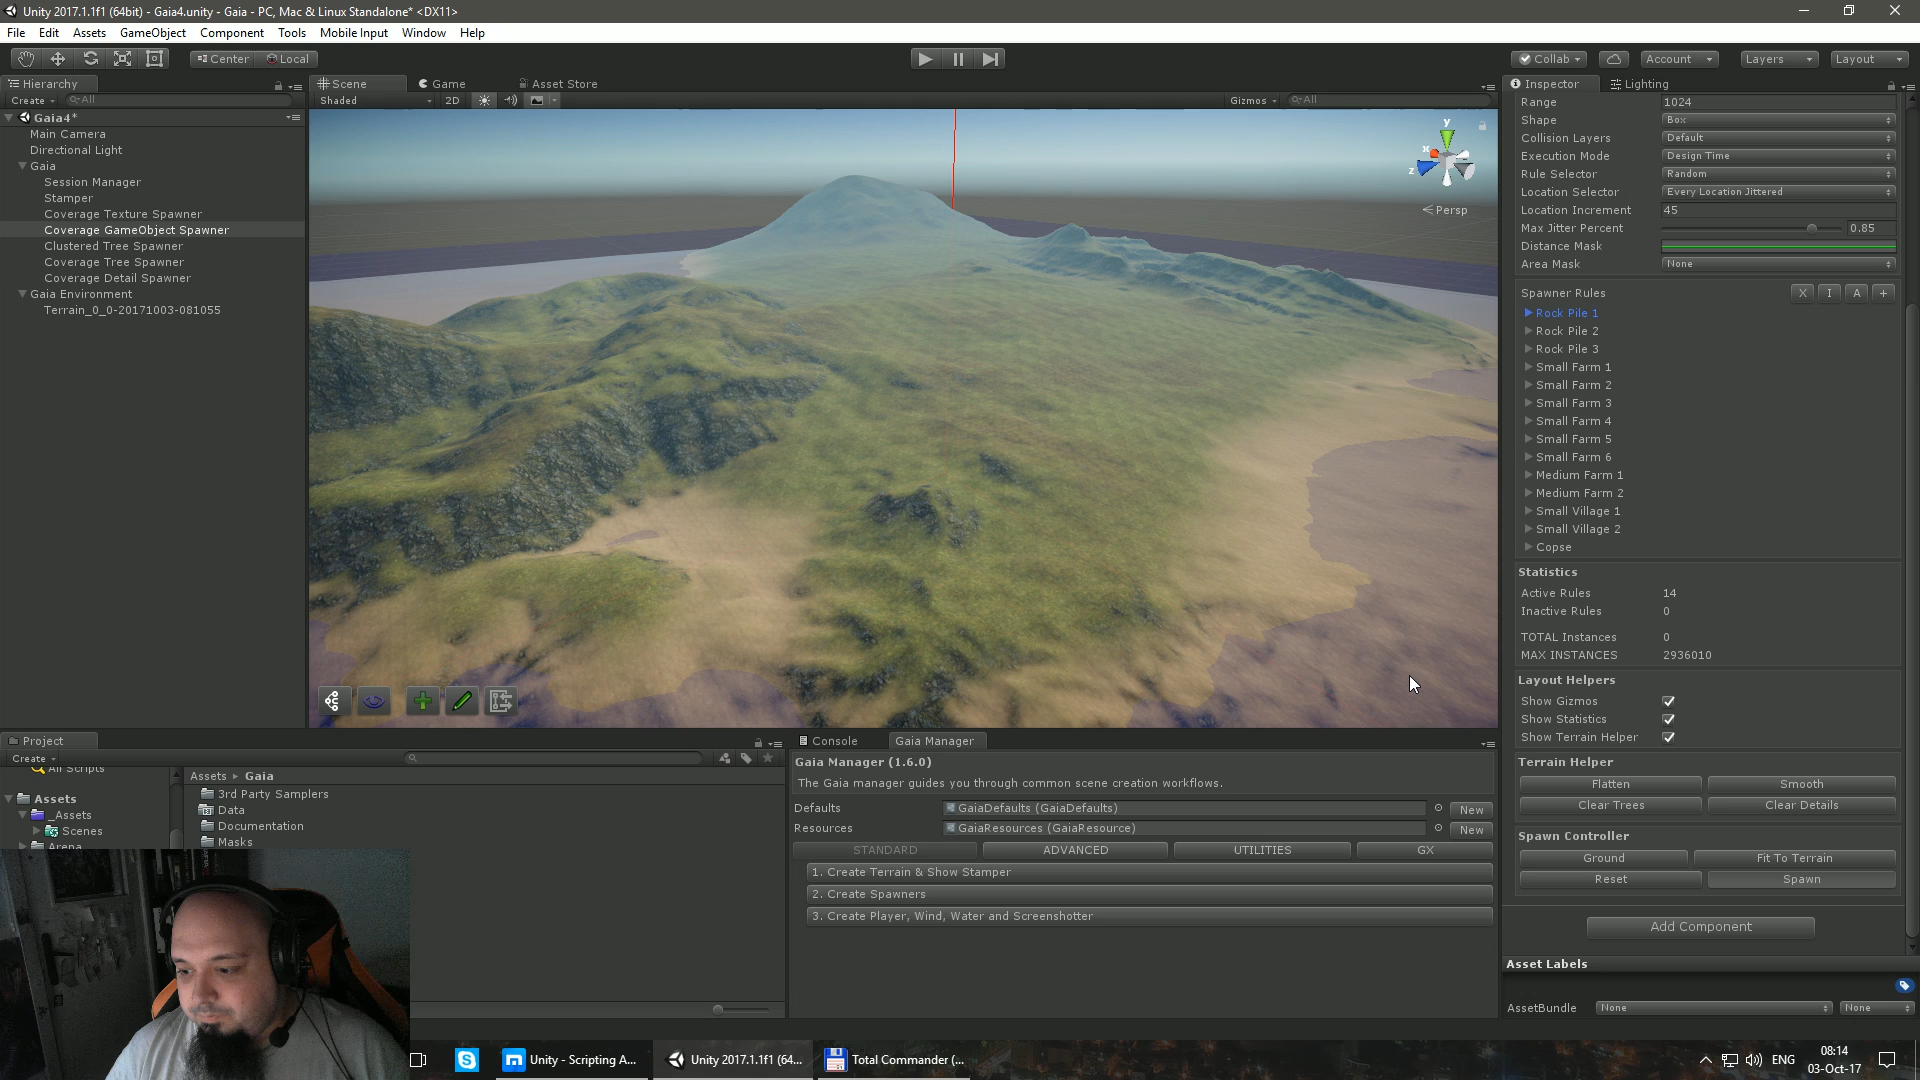 Unity 2017.1.1f1 (64bit) - Gaia4.unity - Gaia - PC, Mac & Linux Standalone* <DX11>
File Edit Assets GameObject Component Tools Mobile Input Window Help
Center Local
Collab Account Layers Layout
Hierarchy
Create All
Gaia4*
Main Camera
Directional Light
Gaia
Session Manager
Stamper
Coverage Texture Spawner
Coverage GameObject Spawner
Clustered Tree Spawner
Coverage Tree Spawner
Coverage Detail Spawner
Gaia Environment
Terrain_0_0-20171003-081055
Scene Game Asset Store
Shaded 2D Gizmos All
y
x
z
Persp
Inspector Lighting
Range 1024
Shape Box
Collision Layers Default
Execution Mode Design Time
Rule Selector Random
Location Selector Every Location Jittered
Location Increment 45
Max Jitter Percent 0.85
Distance Mask
Area Mask None
Spawner Rules X I A +
Rock Pile 1
Rock Pile 2
Rock Pile 3
Small Farm 1
Small Farm 2
Small Farm 3
Small Farm 4
Small Farm 5
Small Farm 6
Medium Farm 1
Medium Farm 2
Small Village 1
Small Village 2
Copse
Statistics
Active Rules 14
Inactive Rules 0
TOTAL Instances 0
MAX INSTANCES 2936010
Layout Helpers
Show Gizmos
Show Statistics
Show Terrain Helper
Terrain Helper
Flatten Smooth
Clear Trees Clear Details
Spawn Controller
Ground Fit To Terrain
Reset Spawn
Add Component
Asset Labels
AssetBundle None None
Project
Create
All Scripts
Assets
_Assets
Scenes
Arena
Assets Gaia
3rd Party Samplers
Data
Documentation
Masks
Console Gaia Manager
Gaia Manager (1.6.0)
The Gaia manager guides you through common scene creation workflows.
Defaults GaiaDefaults (GaiaDefaults) New
Resources GaiaResources (GaiaResource) New
STANDARD ADVANCED UTILITIES GX
1. Create Terrain & Show Stamper
2. Create Spawners
3. Create Player, Wind, Water and Screenshotter
Unity - Scripting A... Unity 2017.1.1f1 (64... Total Commander (...
ENG
08:14
03-Oct-17